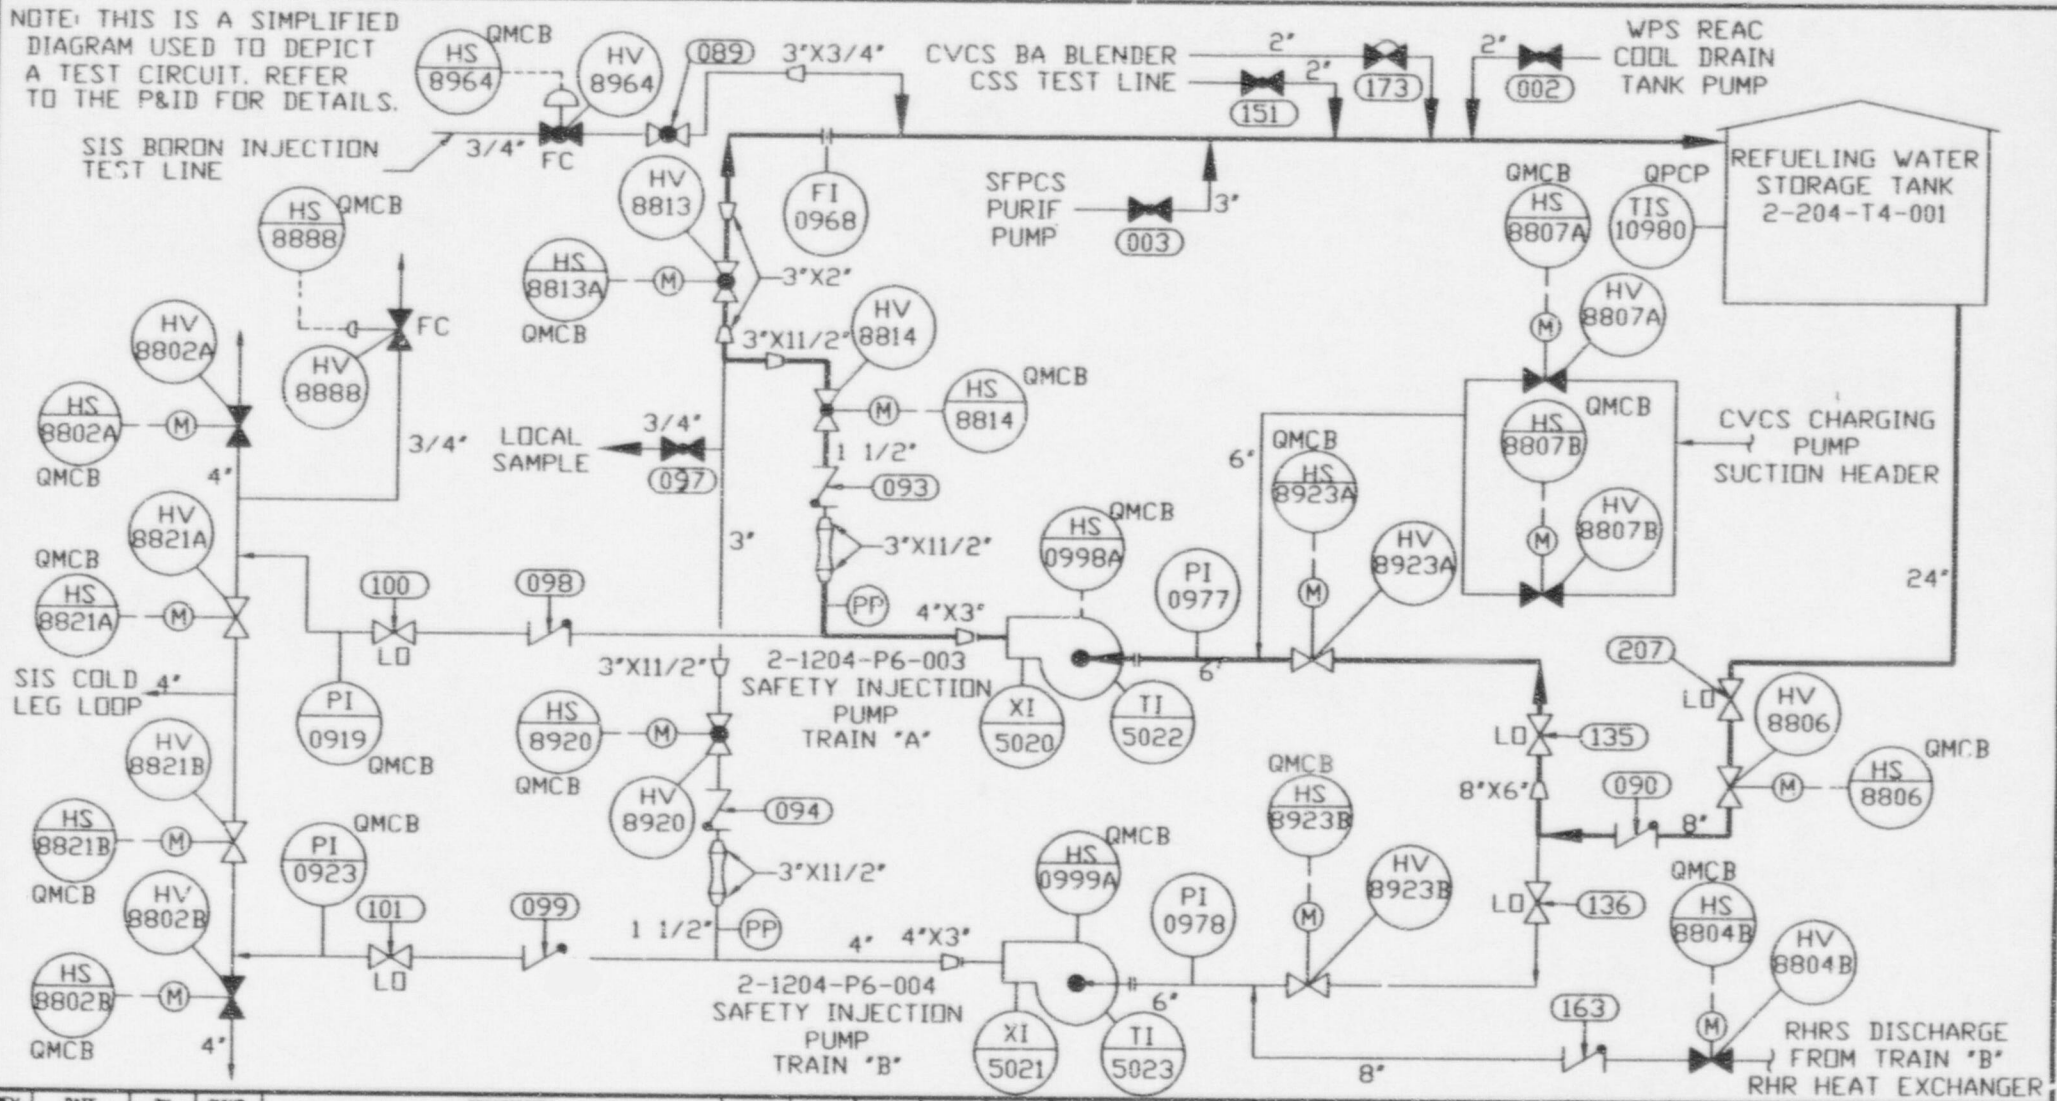 NOTE: THIS IS A SIMPLIFIED
DIAGRAM USED TO DEPICT
A TEST CIRCUIT. REFER
TO THE P&ID FOR DETAILS.
HS
8964
QMCB
HV
8964
089
3"X3/4"
CVCS BA BLENDER
2"
173
CSS TEST LINE
2"
151
2"
002
WPS REAC
COOL DRAIN
TANK PUMP
SIS BORON INJECTION
TEST LINE
3/4"
FC
HV
8813
FI
0968
SFPCS
PURIF
PUMP
003
3"
QMCB
HS
8807A
QPCP
TIS
10980
REFUELING WATER
STORAGE TANK
2-204-T4-001
HS
8888
QMCB
HS
8813A
QMCB
M
3"X2"
HV
8802A
FC
HV
8888
3"X11/2"
HV
8814
M
HV
8807A
HS
8802A
QMCB
M
4"
3/4"
LOCAL
SAMPLE
3/4"
097
M
HS
8814
QMCB
1 1/2"
093
6"
QMCB
HS
8923A
QMCB
HS
8807B
CVCS CHARGING
PUMP
SUCTION HEADER
HV
8821A
QMCB
HS
8821A
M
100
LO
098
3"
3"X11/2"
PP
HS
0998A
QMCB
4"X3"
PI
0977
M
HV
8923A
M
HV
8807B
24"
SIS COLD
LEG LOOP
4"
PI
0919
QMCB
3"X11/2"
2-1204-P6-003
SAFETY INJECTION
PUMP
TRAIN "A"
XI
5020
TI
5022
6"
207
LO
HV
8806
HV
8821B
HS
8920
QMCB
M
HV
8920
094
LO
135
8"X6"
090
8"
M
HS
8806
QMCB
HS
8821B
QMCB
M
PI
0923
QMCB
3"X11/2"
HS
0999A
QMCB
QMCB
HS
8923B
HV
8923B
M
LO
136
QMCB
HS
8804B
HV
8802B
101
LO
099
1 1/2"
PP
4"
4"X3"
PI
0978
HV
8804B
HS
8802B
QMCB
M
4"
2-1204-P6-004
SAFETY INJECTION
PUMP
TRAIN "B"
XI
5021
TI
5023
6"
163
8"
M
RHRS DISCHARGE
FROM TRAIN "B"
RHR HEAT EXCHANGER